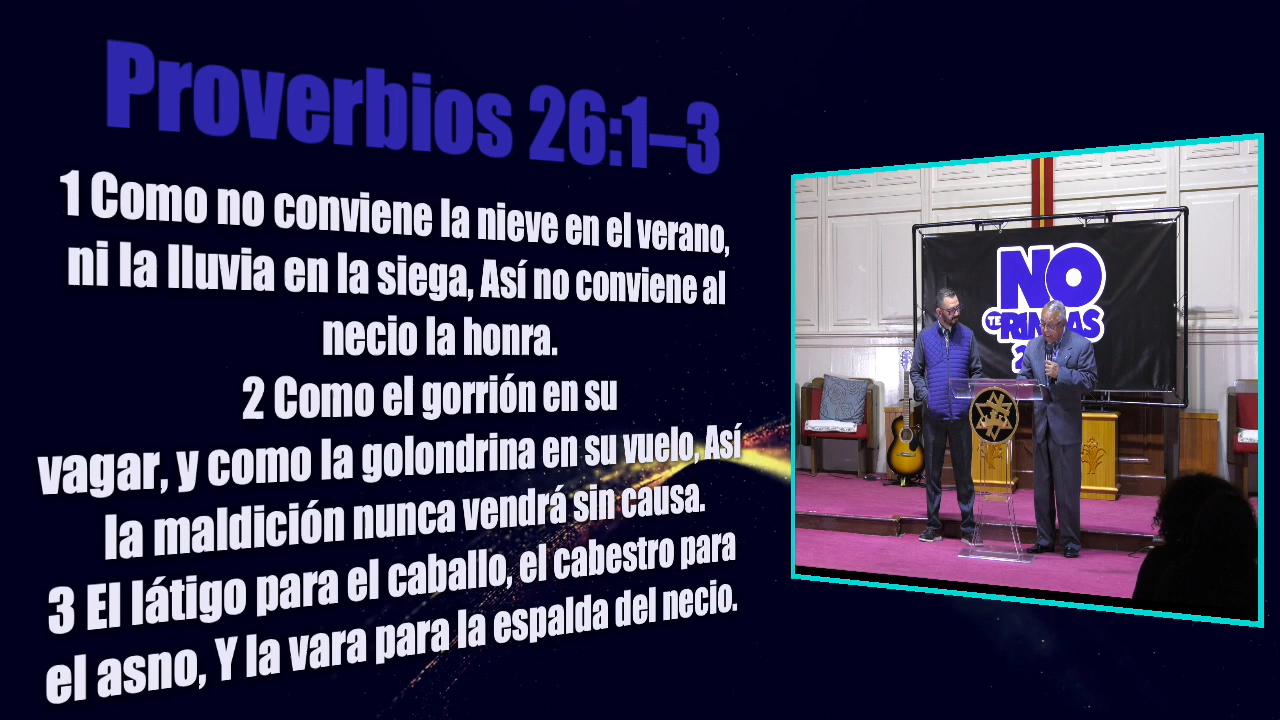 Proverbios 26:1–3
1 Como no conviene la nieve en el verano,
ni la lluvia en la siega, Así no conviene al
necio la honra.
2 Como el gorrión en su
vagar, y como la golondrina en su vuelo, Así
la maldición nunca vendrá sin causa.
3 El látigo para el caballo, el cabestro para
el asno, Y la vara para la espalda del necio.
NO
TE